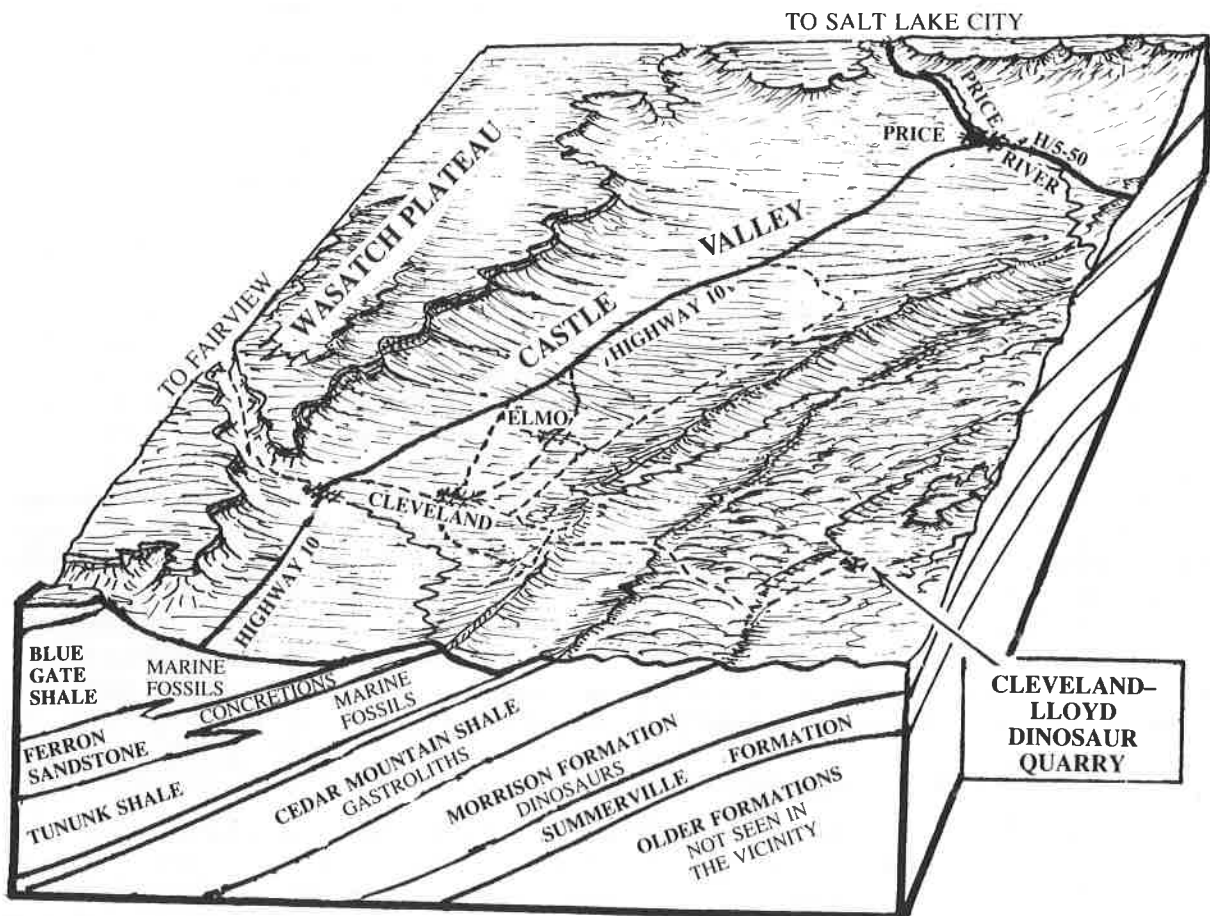 TO SALT LAKE CITY
PRICE
PRICE
RIVER
H/5-50
WASATCH PLATEAU
CASTLE VALLEY
HIGHWAY 10
TO FAIRVIEW
ELMO
CLEVELAND
HIGHWAY 10
BLUE
GATE
SHALE
MARINE
FOSSILS
CONCRETIONS
MARINE
FOSSILS
FERRON
SANDSTONE
TUNUNK SHALE
CEDAR MOUNTAIN SHALE
GASTROLITHS
MORRISON FORMATION
DINOSAURS
SUMMERVILLE FORMATION
OLDER FORMATIONS
NOT SEEN IN
THE VICINITY
CLEVELAND–
LLOYD
DINOSAUR
QUARRY